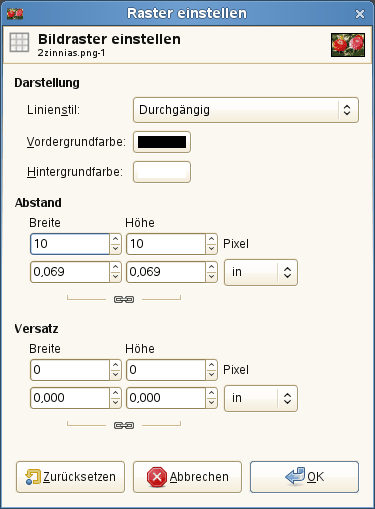 Raster einstellen
Bildraster einstellen
2zinnias.png-1
Darstellung
Linienstil: Durchgängig
Vordergrundfarbe:
Hintergrundfarbe:
Abstand
Breite Höhe
10 10 Pixel
0,069 0,069 in
Versatz
Breite Höhe
0 0 Pixel
0,000 0,000 in
Zurücksetzen Abbrechen OK